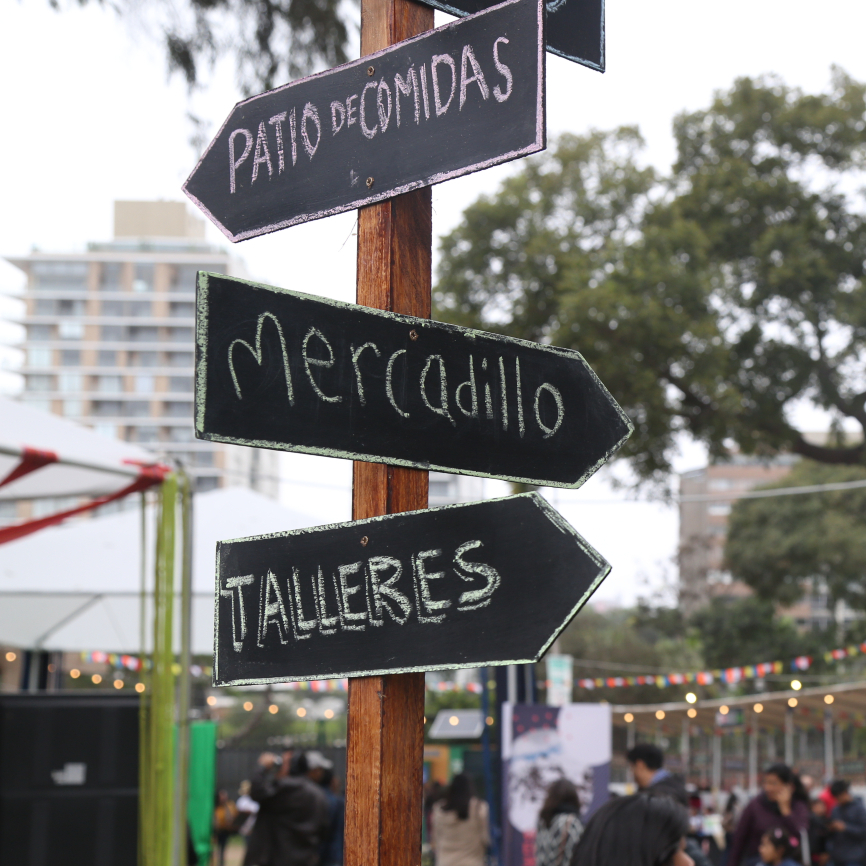 PATIO DE COMIDAS
Mercadillo
TALLERES